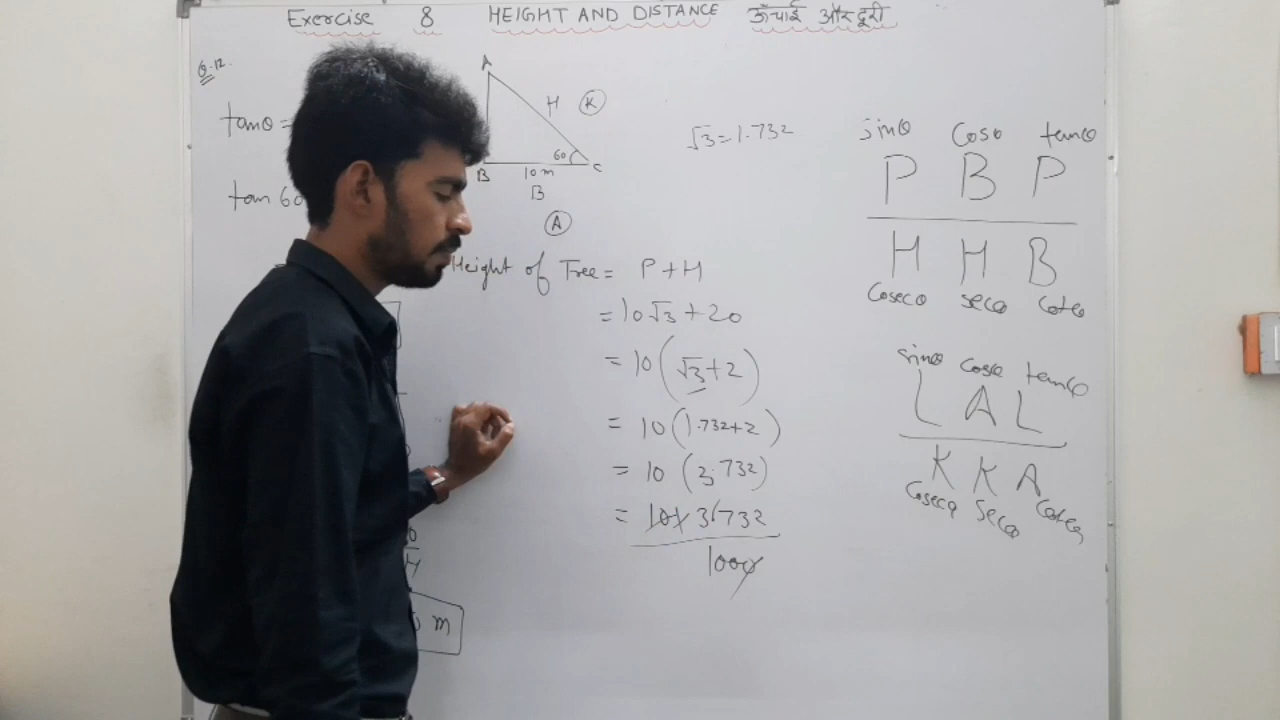 Exercise 8 HEIGHT AND DISTANCE ऊँचाई और दूरी
Q.12.
A
tanθ =
H K
60
B 10 m C
B
A
tan 60
√3 = 1.732
Height of Tree = P + H
= 10√3 + 20
= 10 (√3 + 2)
= 10 (1.732 + 2)
= 10 (3.732)
= 10 × 3.732
1000
H
m
sinθ cosθ tanθ
P B P
H H B
cosecθ secθ cotθ
sinθ cosθ tanθ
L A L
K K A
cosecθ secθ cotθ